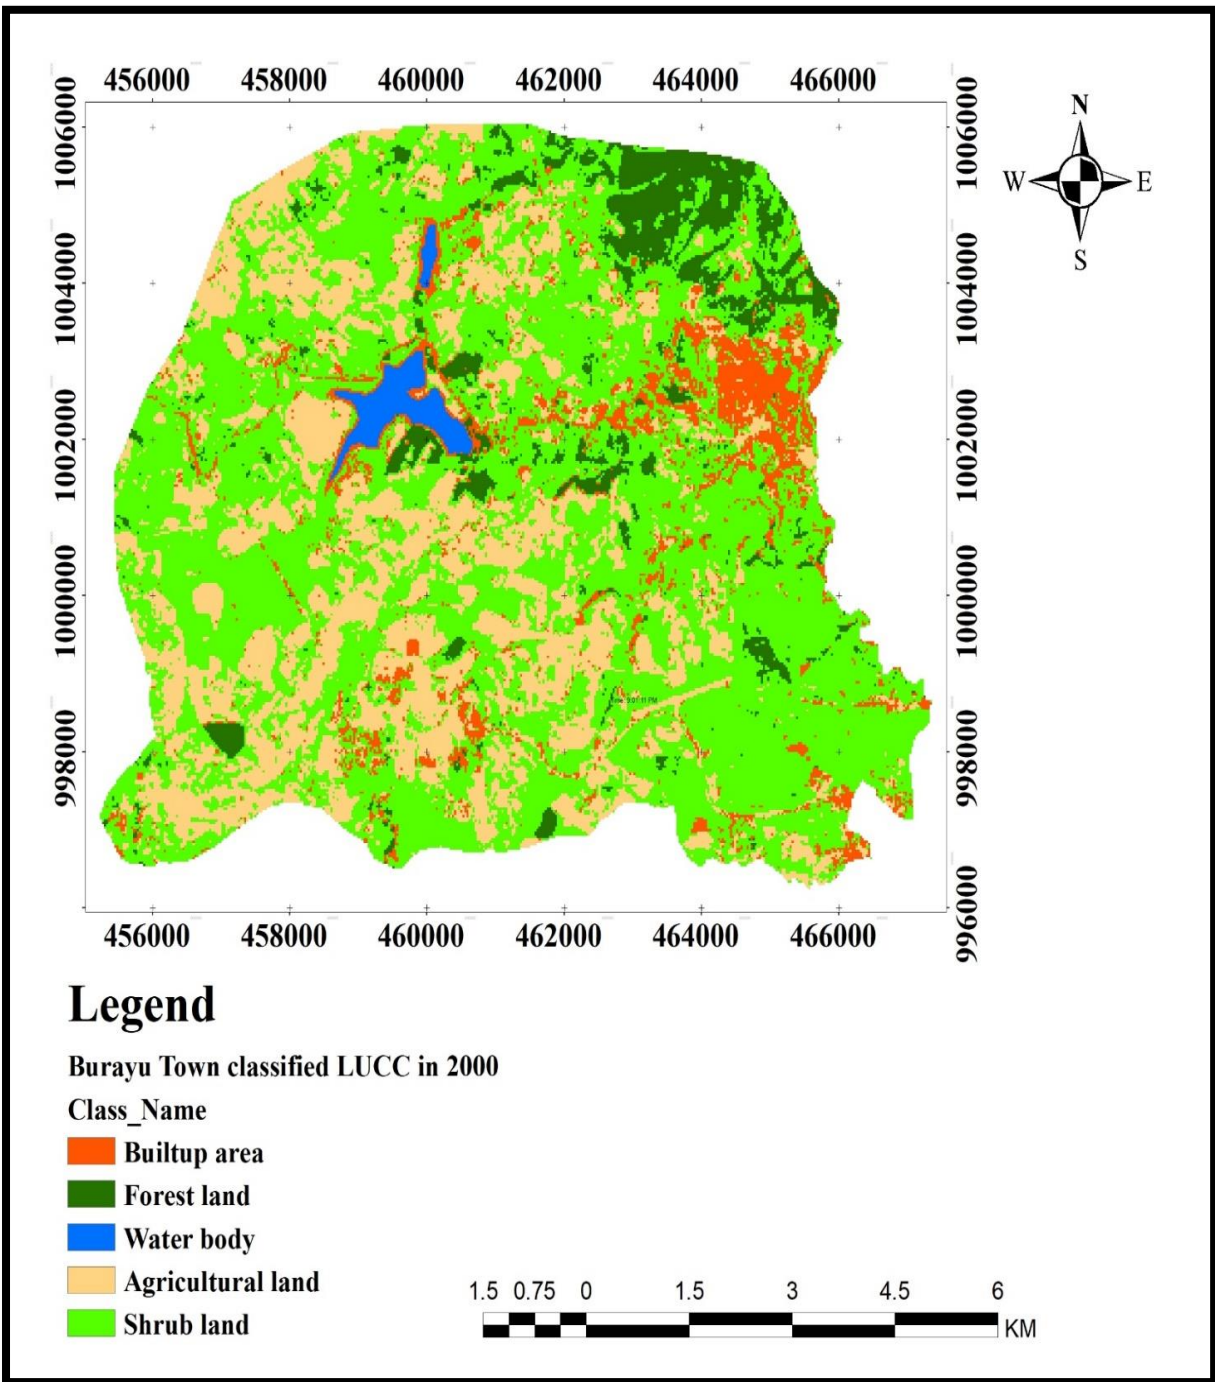 456000 458000 460000 462000 464000 466000
N
W E
S
1006000 1006000
1004000 1004000
1002000 1002000
1000000 1000000
998000 998000
996000
456000 458000 460000 462000 464000 466000
Legend
Burayu Town classified LUCC in 2000
Class_Name
Builtup area
Forest land
Water body
Agricultural land
Shrub land
1.5 0.75 0 1.5 3 4.5 6
KM